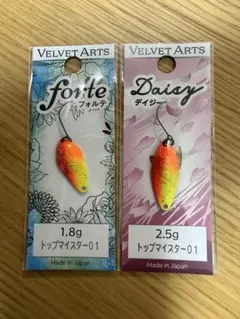 VELVET ARTS
forte
フォルテ
1.8g
トップマイスター01
Made in Japan
VELVET ARTS
Daisy
デイジー
2.5g
トップマイスター01
Made in Japan